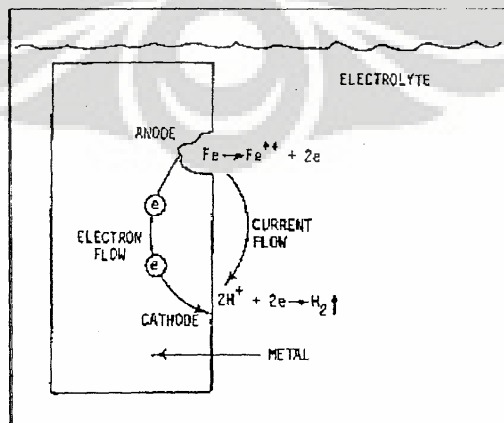 ELECTROLYTE
ANODE
Fe → Fe⁺⁺ + 2e
e
ELECTRON
FLOW
CURRENT
FLOW
e
2H⁺ + 2e → H₂↑
CATHODE
METAL